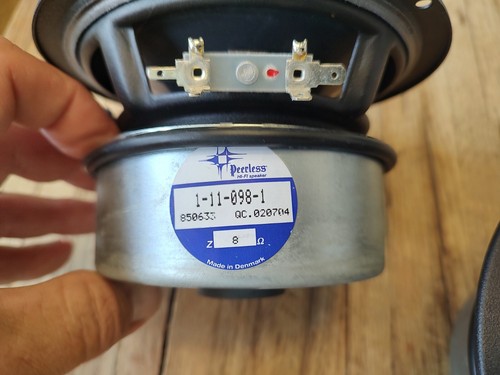 Peerless
HI-FI speaker
1-11-098-1
850633 QC.020704
Z 8 Ω
Made in Denmark